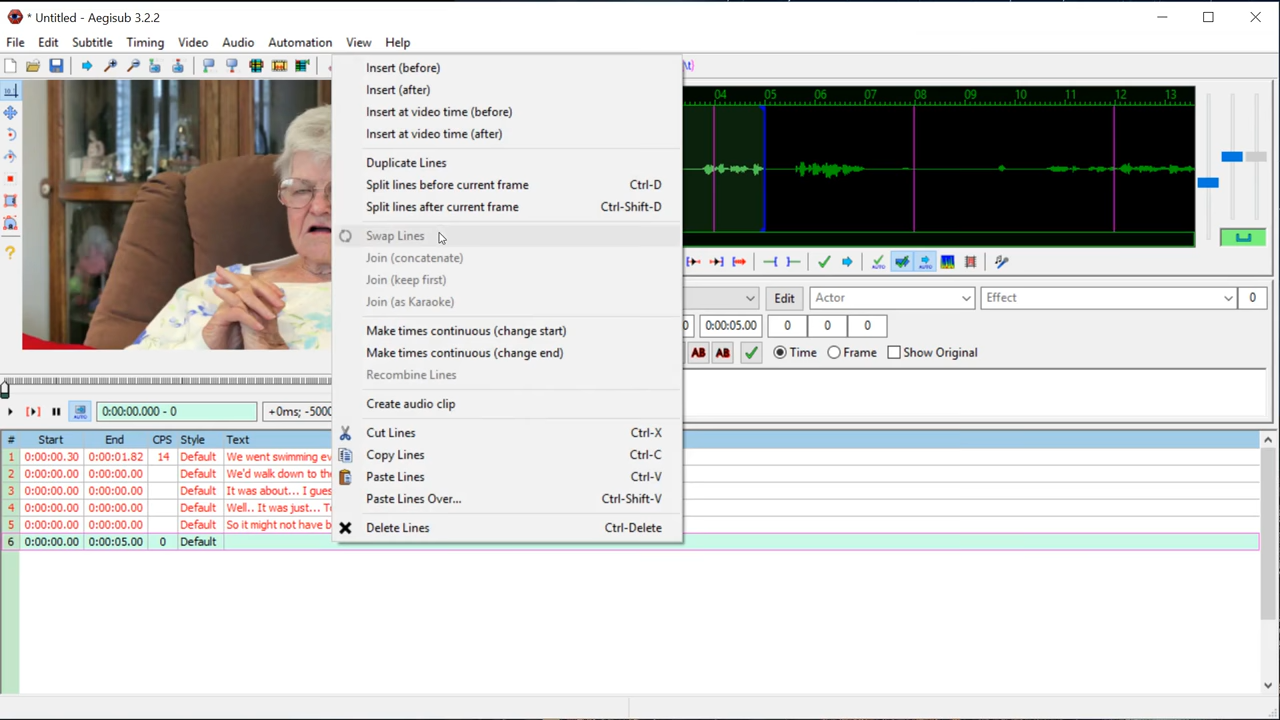 * Untitled - Aegisub 3.2.2
File Edit Subtitle Timing Video Audio Automation View Help
Insert (before)
Insert (after)
Insert at video time (before)
Insert at video time (after)
Duplicate Lines
Split lines before current frame Ctrl-D
Split lines after current frame Ctrl-Shift-D
Swap Lines
Join (concatenate)
Join (keep first)
Join (as Karaoke)
Make times continuous (change start)
Make times continuous (change end)
Recombine Lines
Create audio clip
Cut Lines Ctrl-X
Copy Lines Ctrl-C
Paste Lines Ctrl-V
Paste Lines Over... Ctrl-Shift-V
Delete Lines Ctrl-Delete
\t)
04 05 06 07 08 09 10 11 12 13
AUTO AUTO
Edit Actor Effect 0
0 0:00:05.00 0 0 0
AB AB Time Frame Show Original
AUTO 0:00:00.000 - 0 +0ms; -5000
# Start End CPS Style Text
1 0:00:00.30 0:00:01.82 14 Default We went swimming ev
2 0:00:00.00 0:00:00.00 Default We'd walk down to the
3 0:00:00.00 0:00:00.00 Default It was about... I gues
4 0:00:00.00 0:00:00.00 Default Well.. It was just... T
5 0:00:00.00 0:00:00.00 Default So it might not have b
6 0:00:00.00 0:00:05.00 0 Default